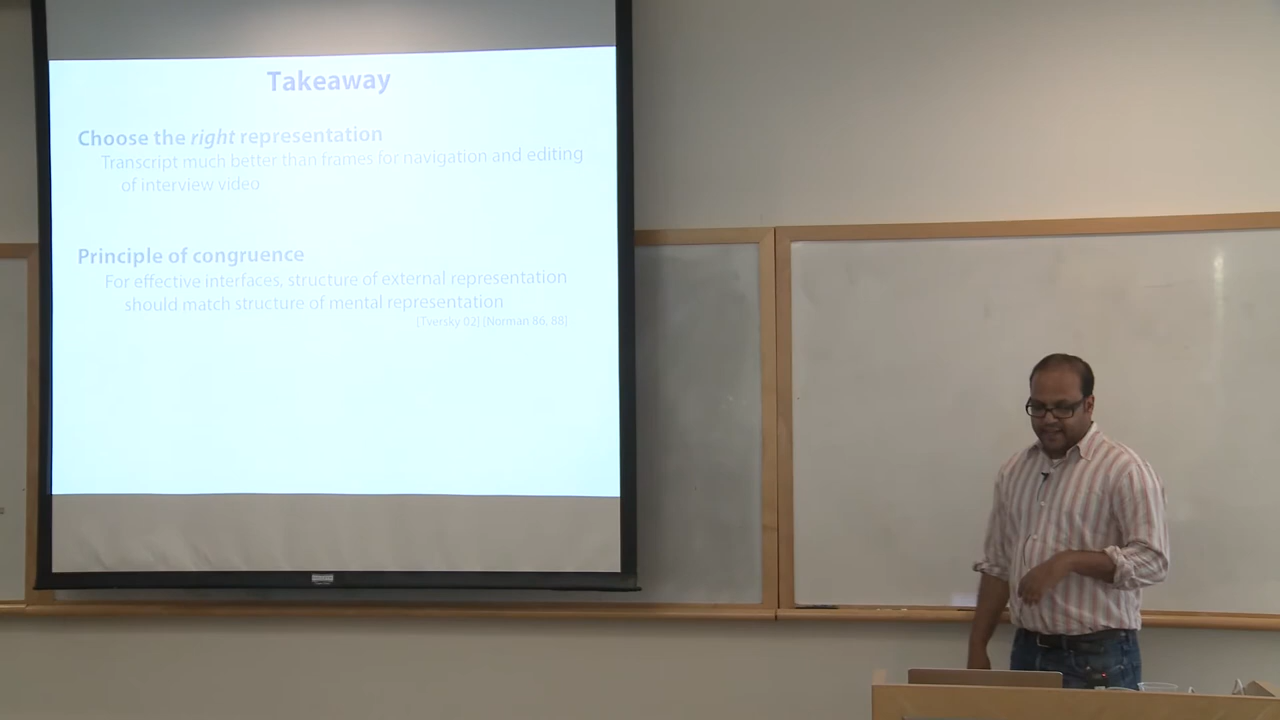 Takeaway
Choose the right representation
Transcript much better than frames for navigation and editing
of interview video
Principle of congruence
For effective interfaces, structure of external representation
should match structure of mental representation
[Tversky 02] [Norman 86, 88]